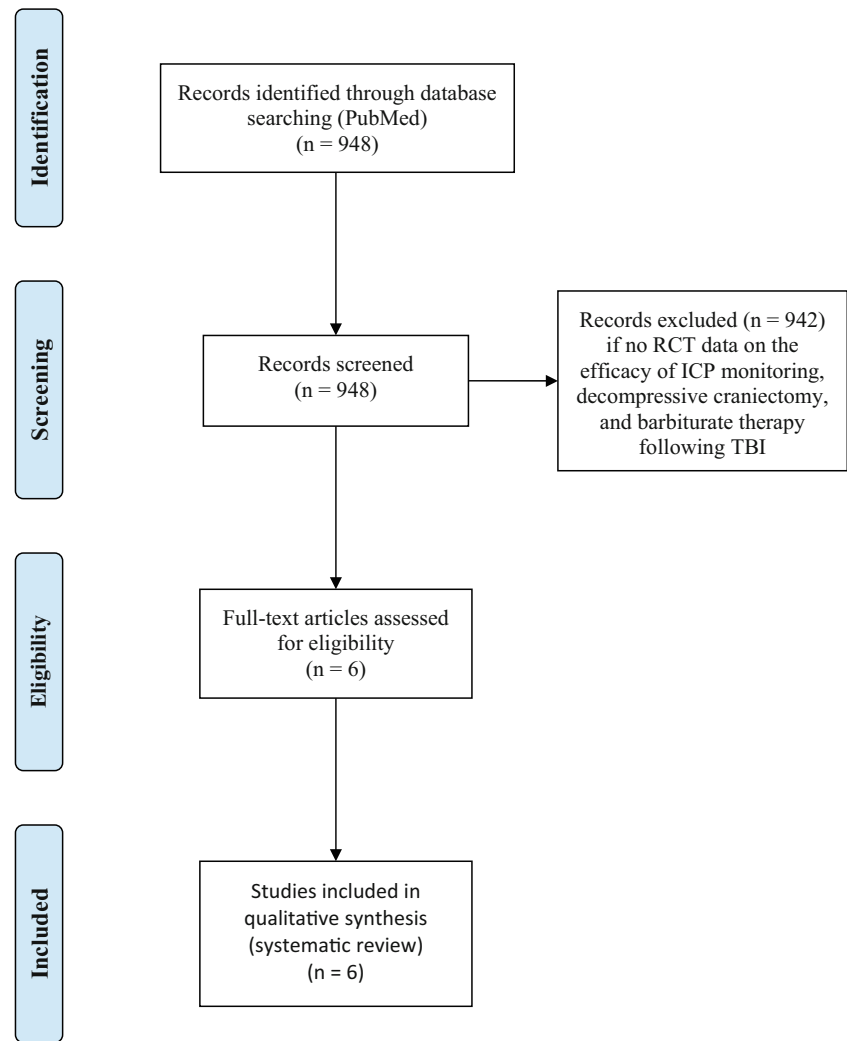 Identification
Records identified through database
searching (PubMed)
(n = 948)
Screening
Records screened
(n = 948)
Records excluded (n = 942)
if no RCT data on the
efficacy of ICP monitoring,
decompressive craniectomy,
and barbiturate therapy
following TBI
Eligibility
Full-text articles assessed
for eligibility
(n = 6)
Included
Studies included in
qualitative synthesis
(systematic review)
(n = 6)